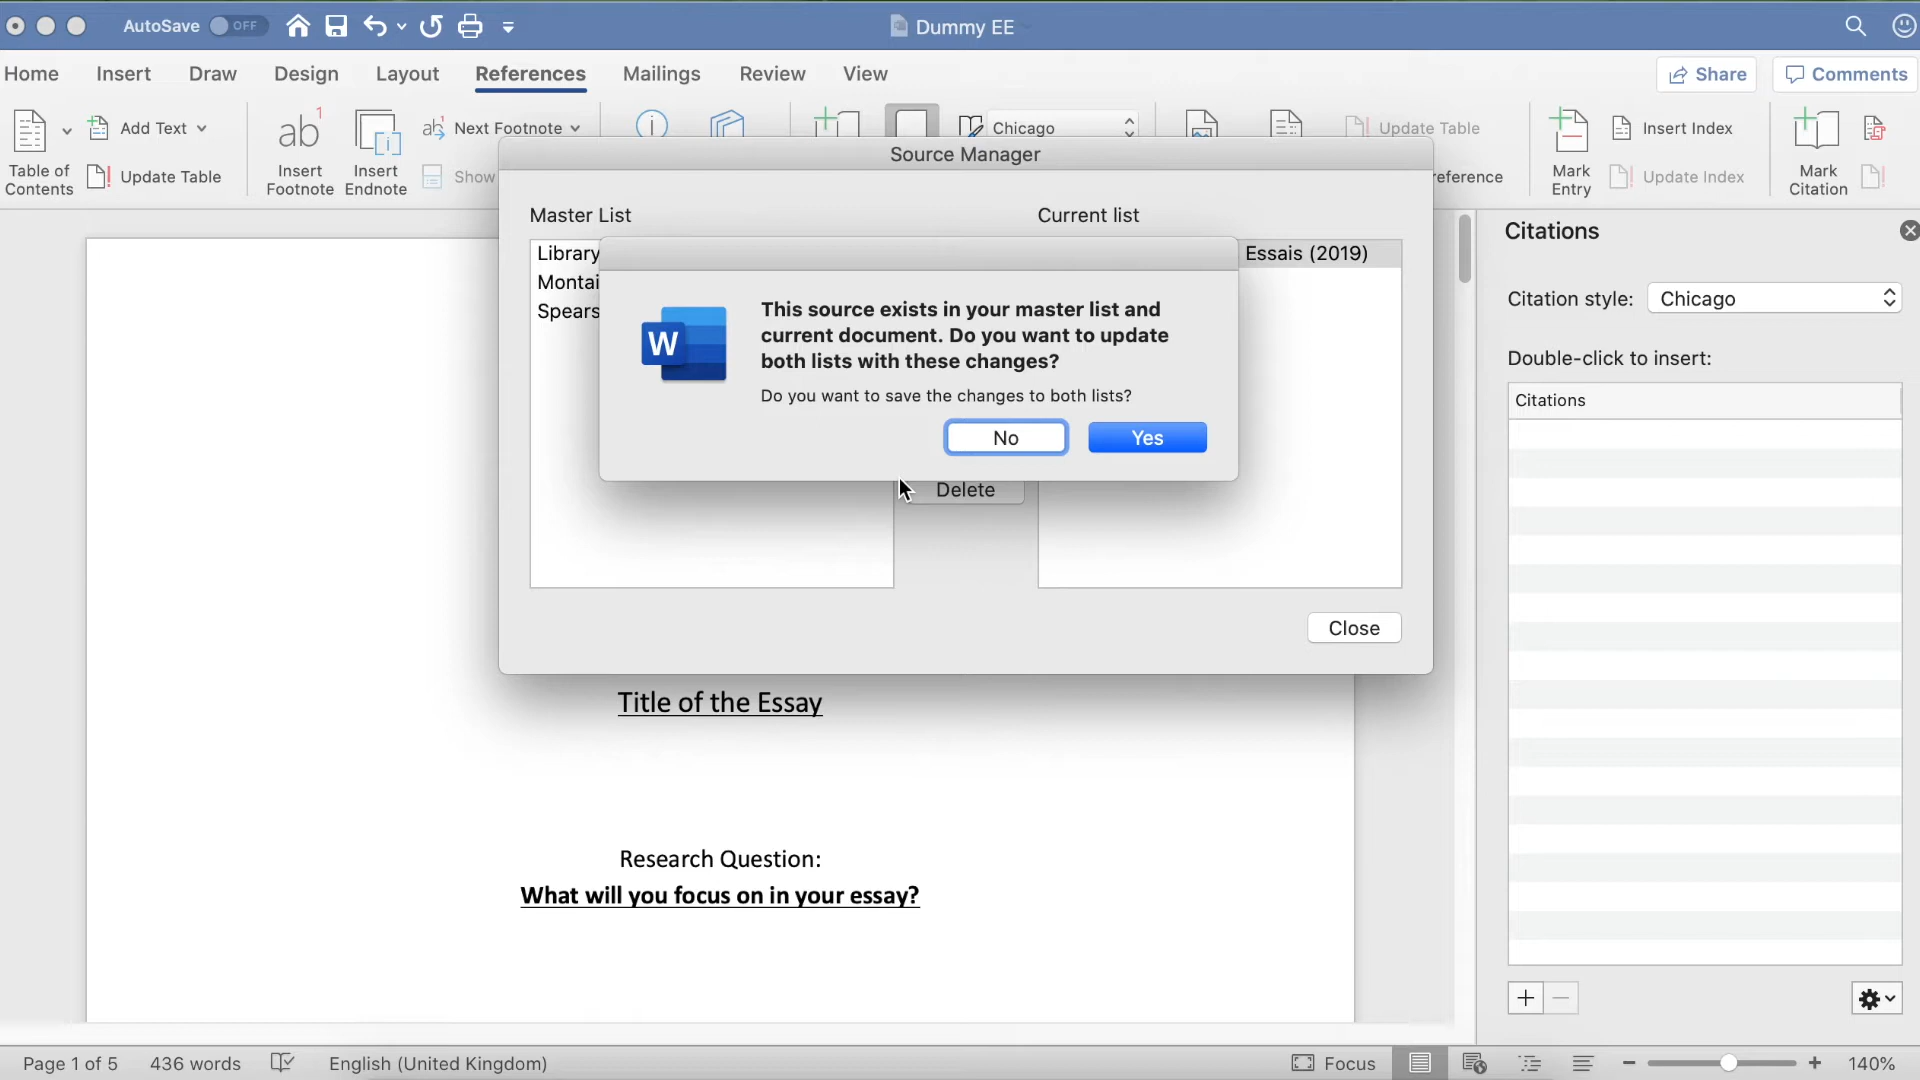 AutoSave OFF
Dummy EE
Home Insert Draw Design Layout References Mailings Review View
Share Comments
Table of Contents
Add Text
Update Table
ab 1
Insert Footnote
Insert Endnote
ab Next Footnote
Show
Chicago
Update Table
eference
Mark Entry
Insert Index
Update Index
Mark Citation
Source Manager
Master List
Current list
Library
Montai
Spears
Essais (2019)
W
This source exists in your master list and
current document. Do you want to update
both lists with these changes?
Do you want to save the changes to both lists?
No Yes
Delete
Close
Citations
Citation style: Chicago
Double-click to insert:
Citations
Title of the Essay
Research Question:
What will you focus on in your essay?
Page 1 of 5 436 words English (United Kingdom) Focus 140%